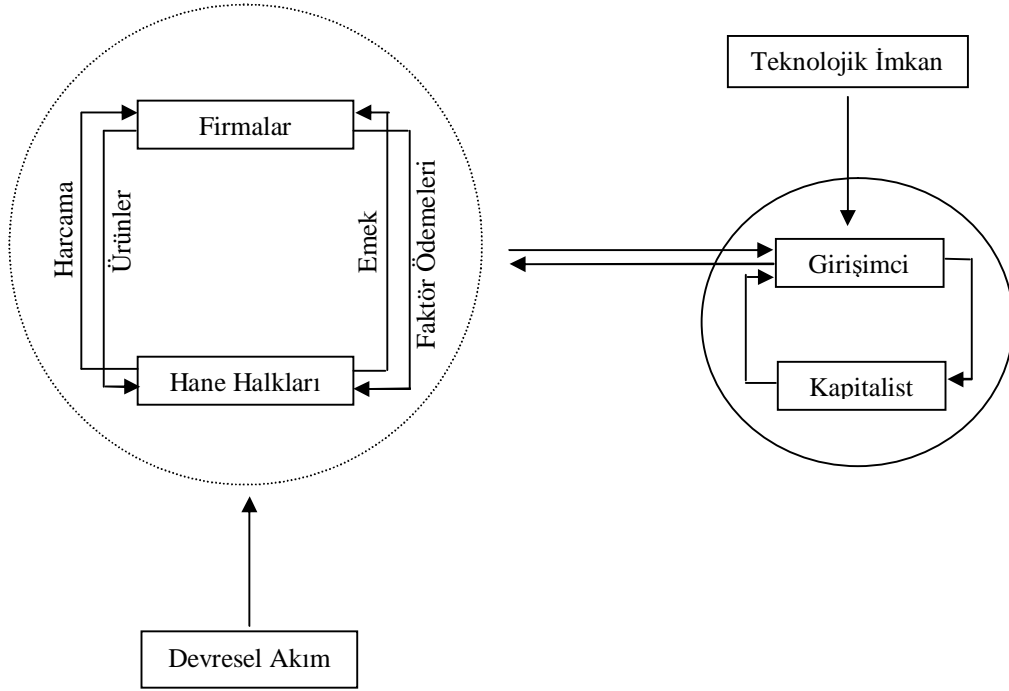 Teknolojik İmkan
Firmalar
Harcama
Ürünler
Emek
Faktör Ödemeleri
Girişimci
Hane Halkları
Kapitalist
Devresel Akım